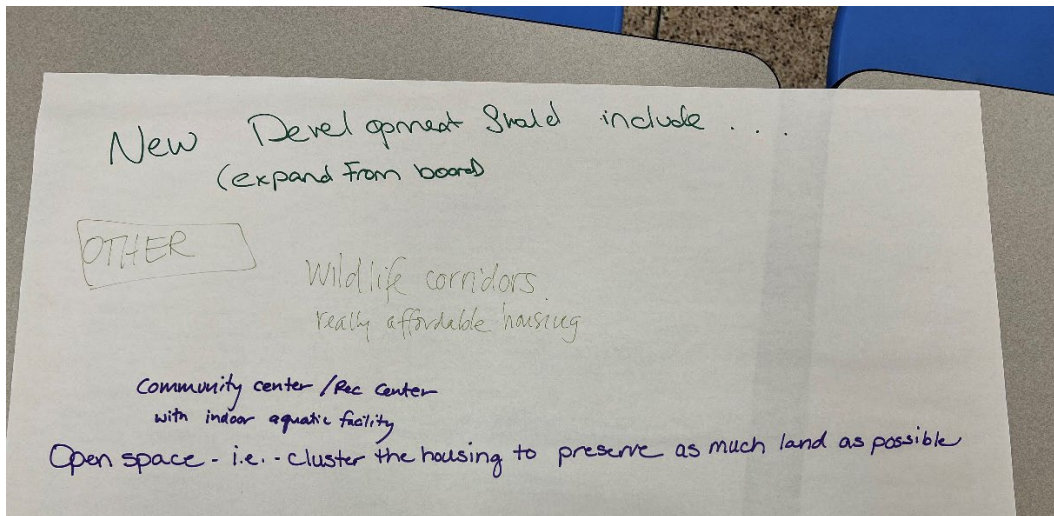 New Development Should include . . .
(expand From board)
OTHER
Wildlife corridors
really affordable housing
Community center / Rec Center
with indoor aquatic facility
Open space - i.e. - cluster the housing to preserve as much land as possible